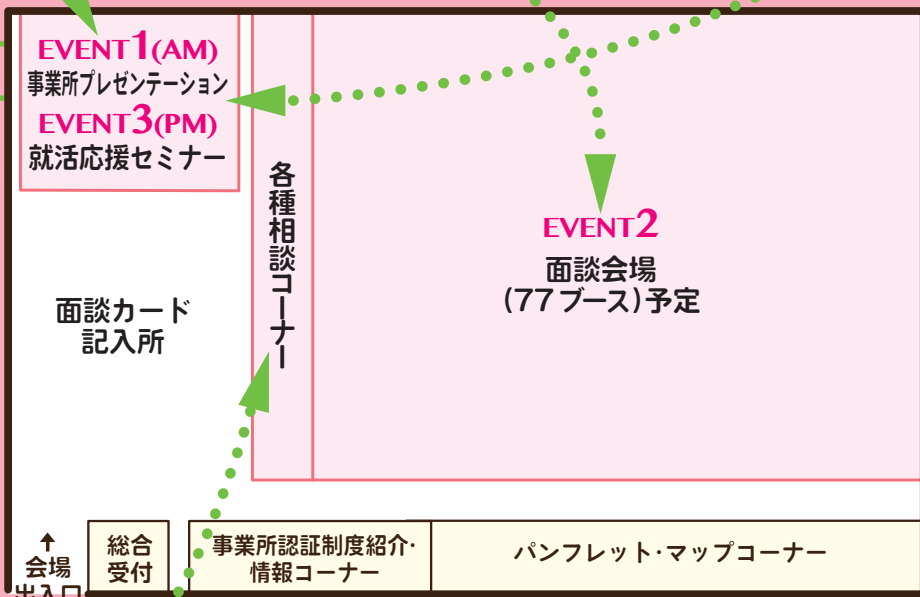 EVENT1(AM)
事業所プレゼンテーション
EVENT3(PM)
就活応援セミナー
各種相談コーナー
EVENT2
面談会場
(77ブース)予定
面談カード
記入所
↑
会場
出入口
総合
受付
事業所認証制度紹介・
情報コーナー
パンフレット・マップコーナー